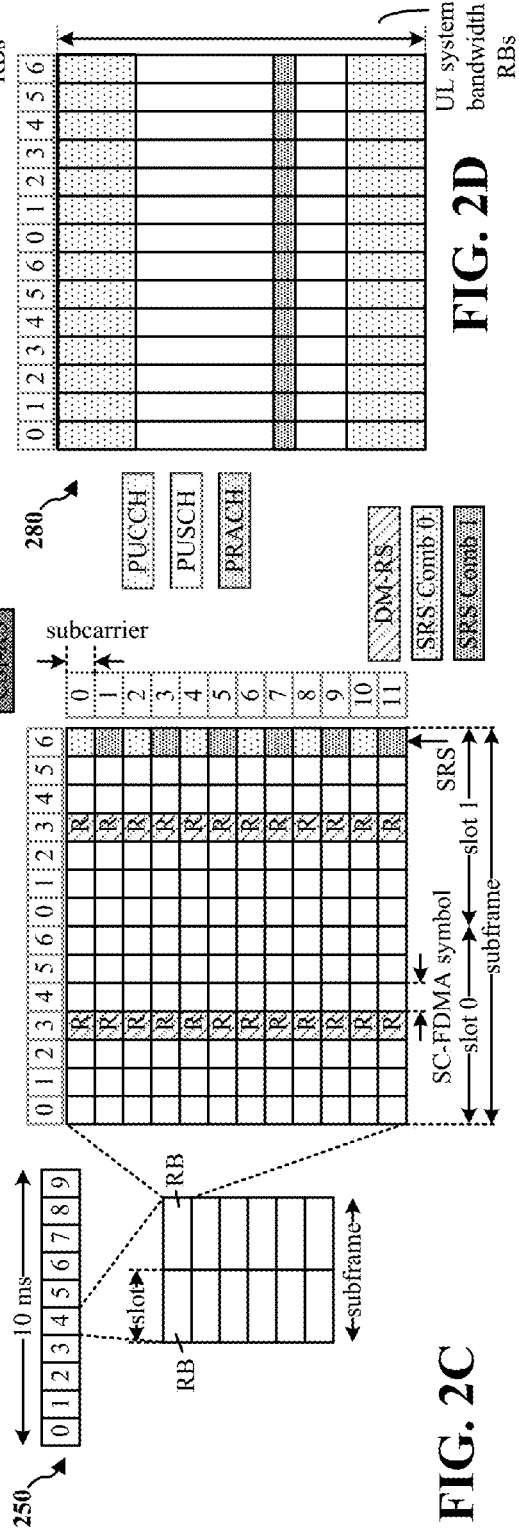 250
10 ms
0 1 2 3 4 5 6 7 8 9
slot
RB
RB
subframe
FIG. 2C
0 1 2 3 4 5 6 0 1 2 3 4 5 6
subcarrier
R R
0
1
R R
2
R R
3
R R
4
R R
5
R R
6
R R
7
R R
8
R R
9
R R
10
R R
11
R R
SC-FDMA symbol
SRS
slot 0
slot 1
subframe
DM-RS
SRS Comb 0
SRS Comb 1
280
PUCCH
PUSCH
PRACH
0 1 2 3 4 5 6 0 1 2 3 4 5 6
UL system
bandwidth
RBs
FIG. 2D
RBs